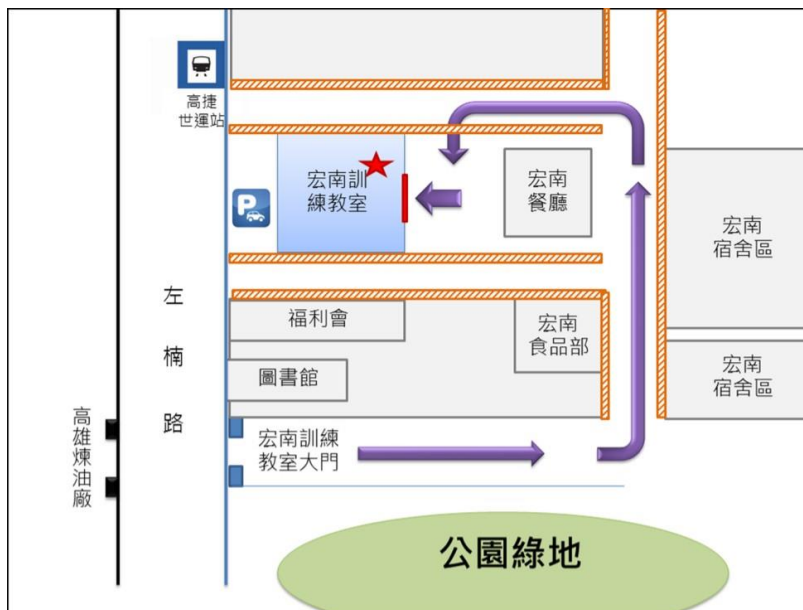 高捷
世運站
宏南訓
練教室
宏南
餐廳
宏南
宿舍區
左楠路
福利會
宏南
食品部
圖書館
宏南
宿舍區
高雄煉油廠
宏南訓練
教室大門
公園綠地